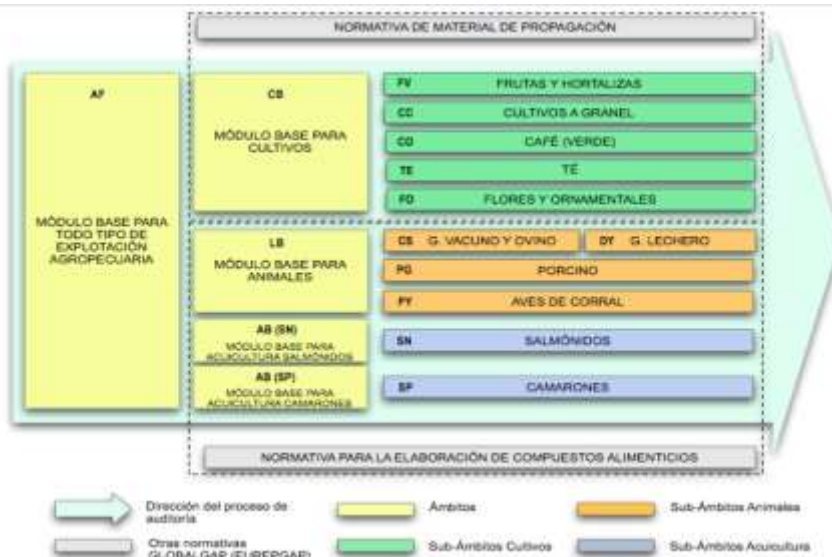 NORMATIVA DE MATERIAL DE PROPAGACIÓN
AF
MÓDULO BASE PARA
TODO TIPO DE
EXPLOTACIÓN
AGROPECUARIA
CB
MÓDULO BASE PARA
CULTIVOS
FV FRUTAS Y HORTALIZAS
CC CULTIVOS A GRANEL
CO CAFÉ (VERDE)
TE TÉ
FO FLORES Y ORNAMENTALES
LB
MÓDULO BASE PARA
ANIMALES
CS G. VACUNO Y OVINO
DY G. LECHERO
PG PORCINO
PY AVES DE CORRAL
AB (SN)
MÓDULO BASE PARA
ACUICULTURA SALMÓNIDOS
SN SALMÓNIDOS
AB (SP)
MÓDULO BASE PARA
ACUICULTURA CAMARONES
SP CAMARONES
NORMATIVA PARA LA ELABORACIÓN DE COMPUESTOS ALIMENTICIOS
Dirección del proceso de
auditoría
Ámbitos
Sub-Ámbitos Animales
Otras normativas
GLOBALGAP (EUREPGAP)
Sub-Ámbitos Cultivos
Sub-Ámbitos Acuicultura